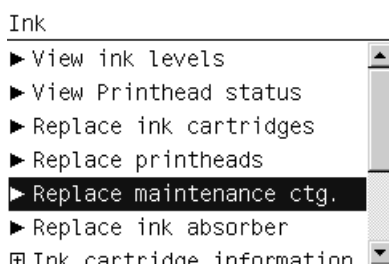 Ink
View ink levels
View Printhead status
Replace ink cartridges
Replace printheads
Replace maintenance ctg.
Replace ink absorber
Ink cartridge information